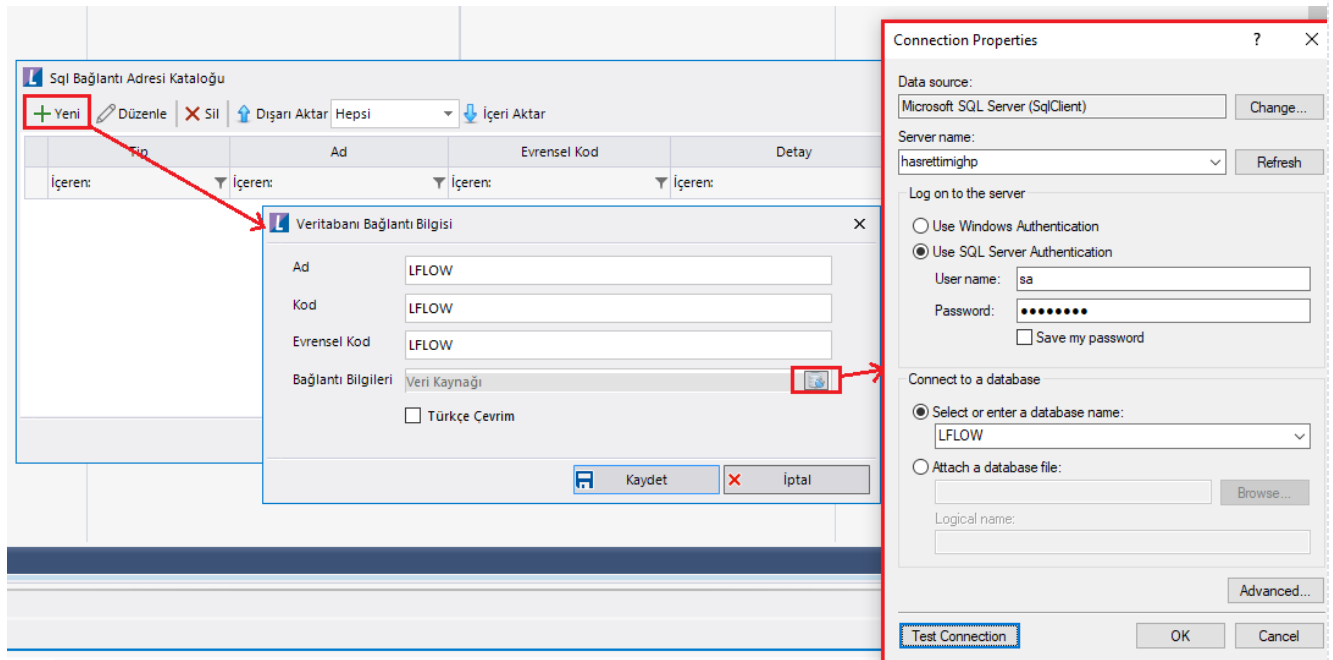 Sql Bağlantı Adresi Kataloğu
Yeni Düzenle Sil Dışarı Aktar Hepsi İçeri Aktar
Tip Ad Evrensel Kod Detay
İçeren: İçeren: İçeren: İçeren:
Veritabanı Bağlantı Bilgisi
Ad LFLOW
Kod LFLOW
Evrensel Kod LFLOW
Bağlantı Bilgileri Veri Kaynağı
Türkçe Çevrim
Kaydet İptal
Connection Properties ?
Data source:
Microsoft SQL Server (SqlClient) Change...
Server name:
hasrettimighp Refresh
Log on to the server
Use Windows Authentication
Use SQL Server Authentication
User name: sa
Password: ●●●●●●●●
Save my password
Connect to a database
Select or enter a database name:
LFLOW
Attach a database file:
Browse...
Logical name:
Advanced...
Test Connection OK Cancel